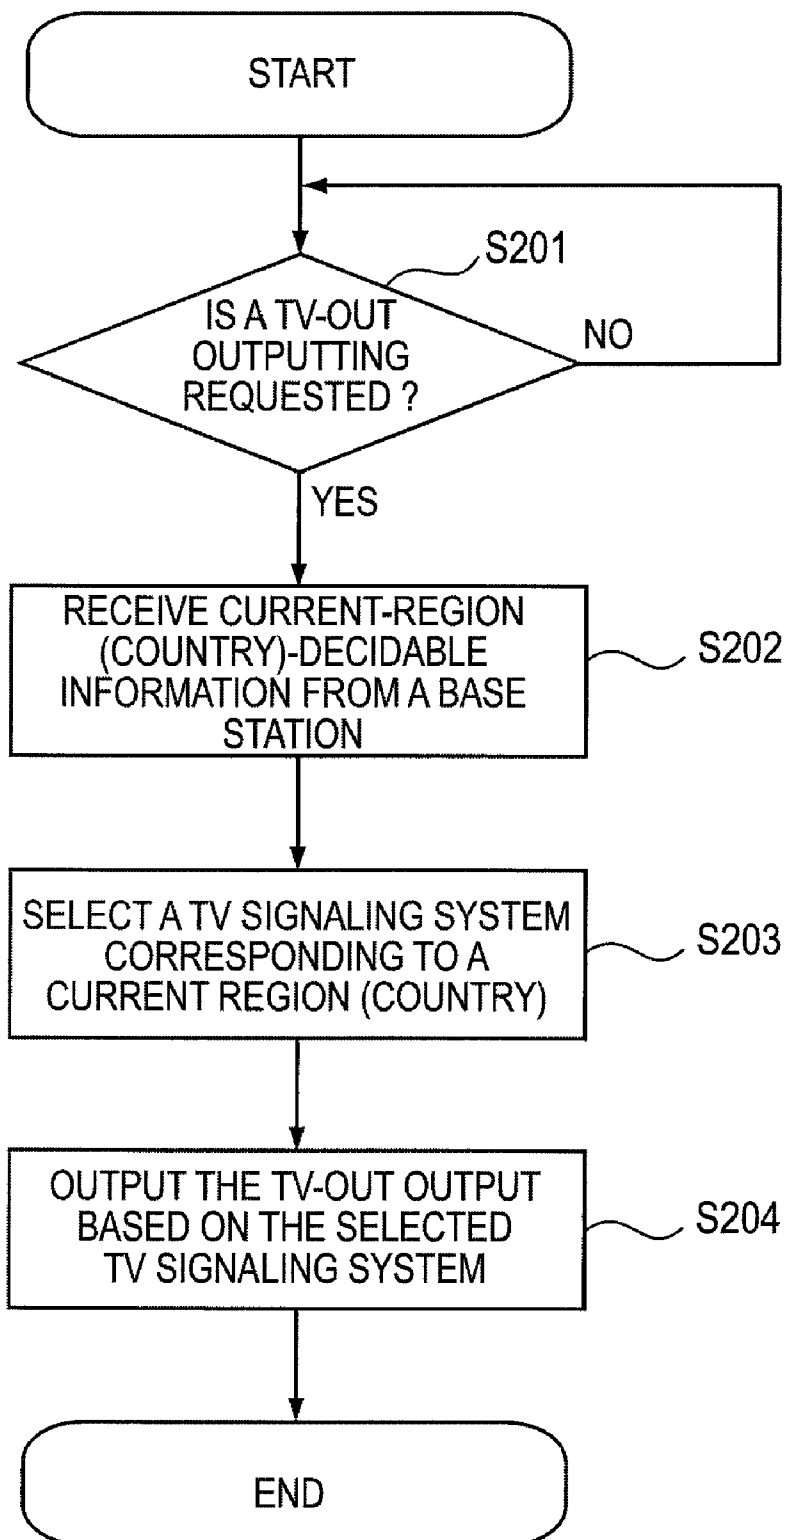 START
S201
IS A TV-OUT
OUTPUTTING
REQUESTED ?
NO
YES
RECEIVE CURRENT-REGION
(COUNTRY)-DECIDABLE
INFORMATION FROM A BASE
STATION
S202
SELECT A TV SIGNALING SYSTEM
CORRESPONDING TO A
CURRENT REGION (COUNTRY)
S203
OUTPUT THE TV-OUT OUTPUT
BASED ON THE SELECTED
TV SIGNALING SYSTEM
S204
END